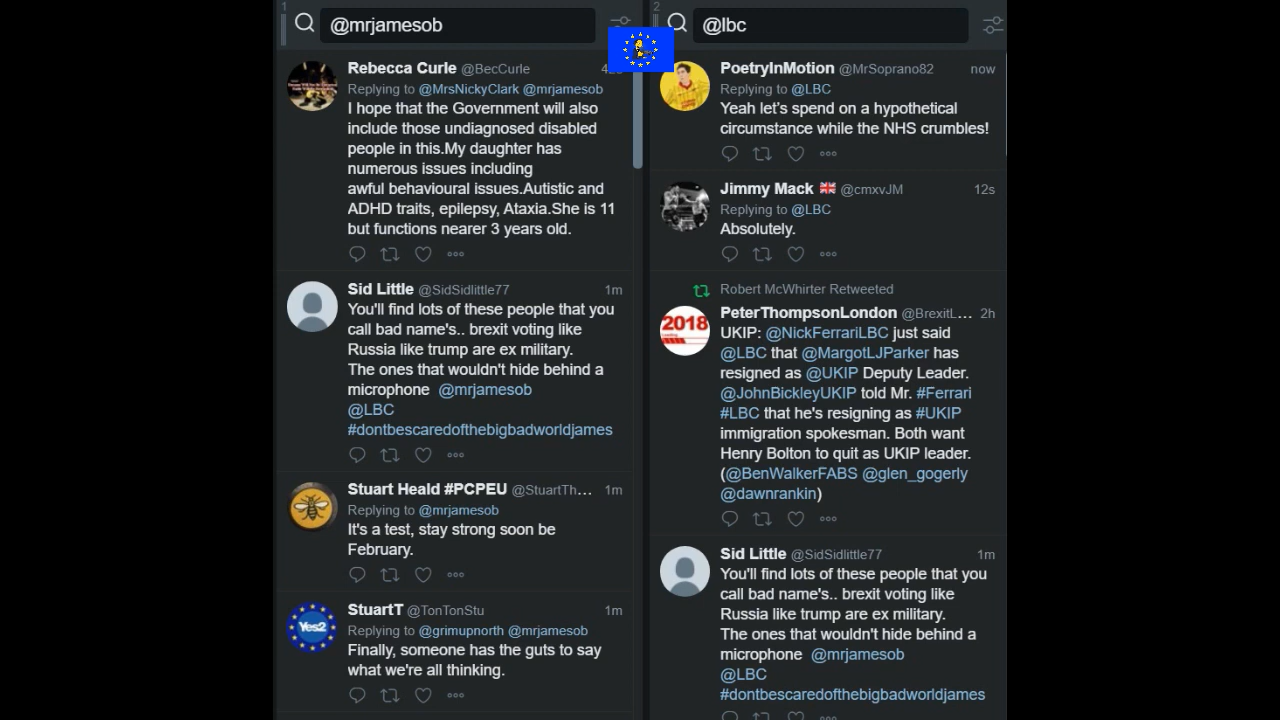 1
@mrjamesob
Rebecca Curle @BecCurle
Replying to @MrsNickyClark @mrjamesob
I hope that the Government will also
include those undiagnosed disabled
people in this.My daughter has
numerous issues including
awful behavioural issues.Autistic and
ADHD traits, epilepsy, Ataxia.She is 11
but functions nearer 3 years old.
Sid Little @SidSidlittle77 1m
You'll find lots of these people that you
call bad name's.. brexit voting like
Russia like trump are ex military.
The ones that wouldn't hide behind a
microphone @mrjamesob
@LBC
#dontbescaredofthebigbadworldjames
Stuart Heald #PCPEU @StuartTh... 1m
Replying to @mrjamesob
It's a test, stay strong soon be
February.
Yes2
StuartT @TonTonStu 1m
Replying to @grimupnorth @mrjamesob
Finally, someone has the guts to say
what we're all thinking.
2
@lbc
PoetryInMotion @MrSoprano82 now
Replying to @LBC
Yeah let's spend on a hypothetical
circumstance while the NHS crumbles!
Jimmy Mack @cmxvJM 12s
Replying to @LBC
Absolutely.
Robert McWhirter Retweeted
2018
PeterThompsonLondon @BrexitL... 2h
UKIP: @NickFerrariLBC just said
@LBC that @MargotLJParker has
resigned as @UKIP Deputy Leader.
@JohnBickleyUKIP told Mr. #Ferrari
#LBC that he's resigning as #UKIP
immigration spokesman. Both want
Henry Bolton to quit as UKIP leader.
(@BenWalkerFABS @glen_gogerly
@dawnrankin)
Sid Little @SidSidlittle77 1m
You'll find lots of these people that you
call bad name's.. brexit voting like
Russia like trump are ex military.
The ones that wouldn't hide behind a
microphone @mrjamesob
@LBC
#dontbescaredofthebigbadworldjames